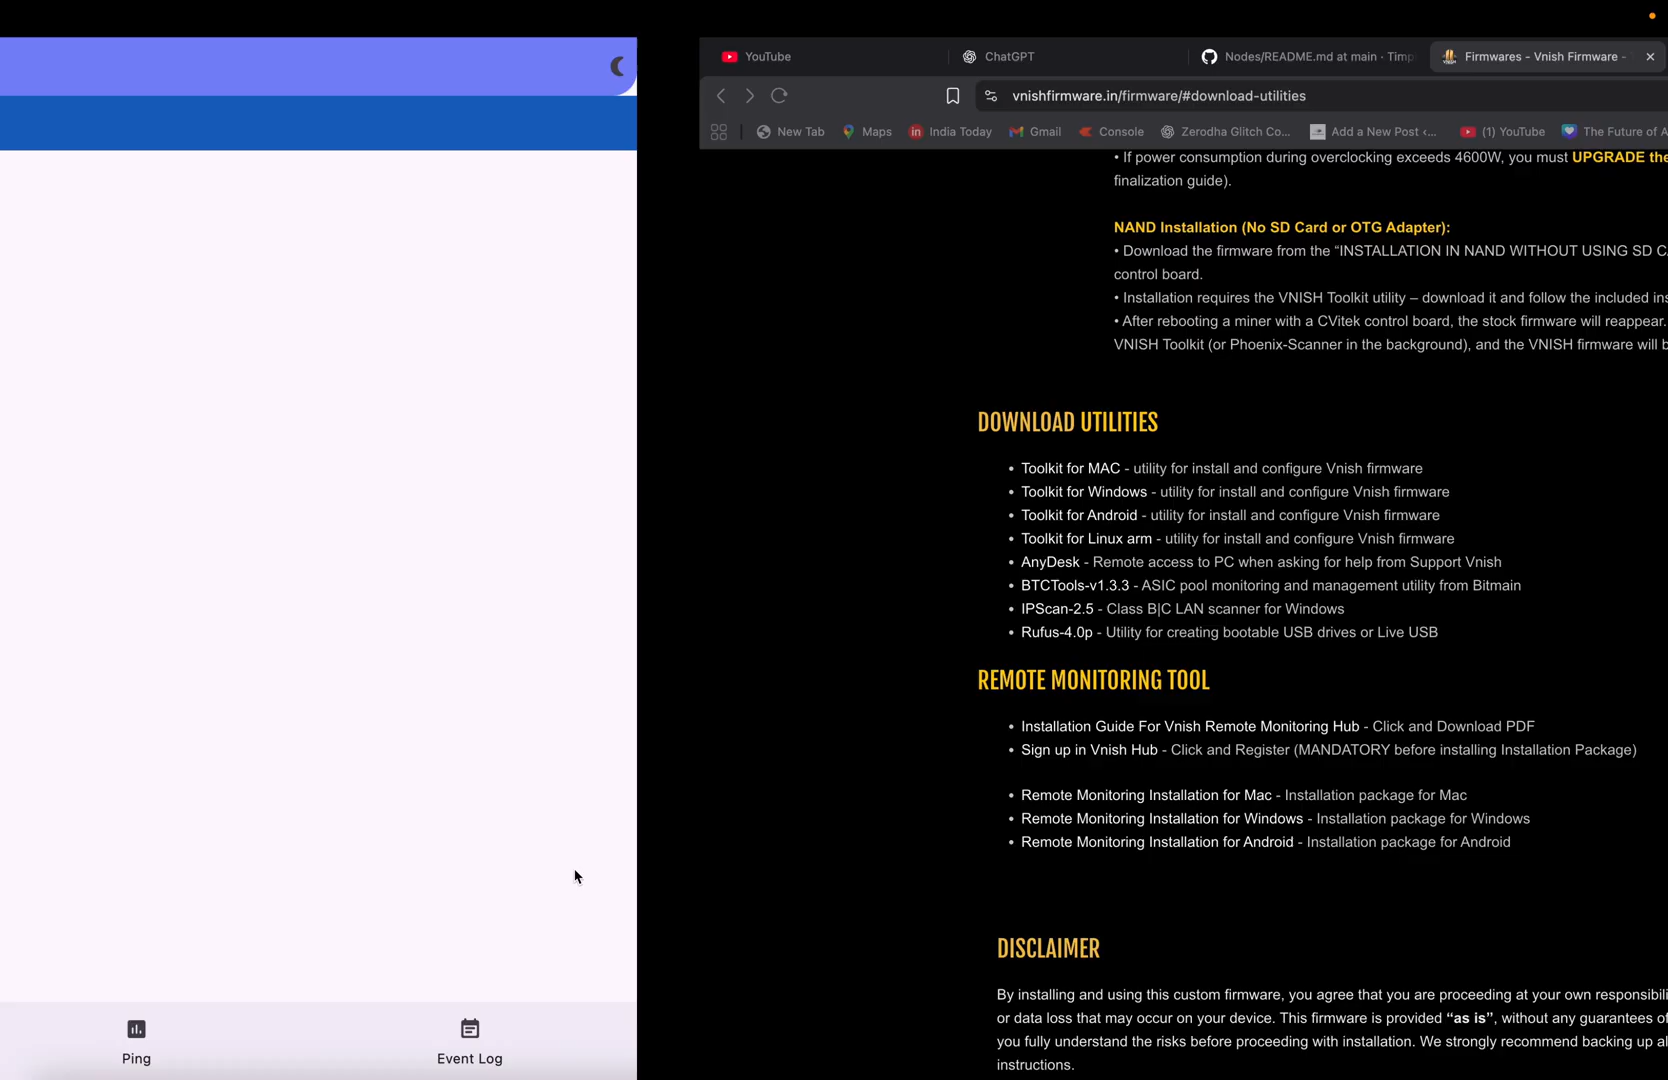 YouTube
ChatGPT
Nodes/README.md at main · Timp
Firmwares - Vnish Firmware -
vnishfirmware.in/firmware/#download-utilities
New Tab
Maps
India Today
Gmail
Console
Zerodha Glitch Co...
Add a New Post ‹...
(1) YouTube
The Future of A
• If power consumption during overclocking exceeds 4600W, you must UPGRADE the
finalization guide).
NAND Installation (No SD Card or OTG Adapter):
• Download the firmware from the “INSTALLATION IN NAND WITHOUT USING SD CA
control board.
• Installation requires the VNISH Toolkit utility – download it and follow the included ins
• After rebooting a miner with a CVitek control board, the stock firmware will reappear.
VNISH Toolkit (or Phoenix-Scanner in the background), and the VNISH firmware will b
DOWNLOAD UTILITIES
• Toolkit for MAC - utility for install and configure Vnish firmware
• Toolkit for Windows - utility for install and configure Vnish firmware
• Toolkit for Android - utility for install and configure Vnish firmware
• Toolkit for Linux arm - utility for install and configure Vnish firmware
• AnyDesk - Remote access to PC when asking for help from Support Vnish
• BTCTools-v1.3.3 - ASIC pool monitoring and management utility from Bitmain
• IPScan-2.5 - Class B|C LAN scanner for Windows
• Rufus-4.0p - Utility for creating bootable USB drives or Live USB
REMOTE MONITORING TOOL
• Installation Guide For Vnish Remote Monitoring Hub - Click and Download PDF
• Sign up in Vnish Hub - Click and Register (MANDATORY before installing Installation Package)
• Remote Monitoring Installation for Mac - Installation package for Mac
• Remote Monitoring Installation for Windows - Installation package for Windows
• Remote Monitoring Installation for Android - Installation package for Android
DISCLAIMER
By installing and using this custom firmware, you agree that you are proceeding at your own responsibili
or data loss that may occur on your device. This firmware is provided “as is”, without any guarantees of
you fully understand the risks before proceeding with installation. We strongly recommend backing up al
instructions.
Ping
Event Log